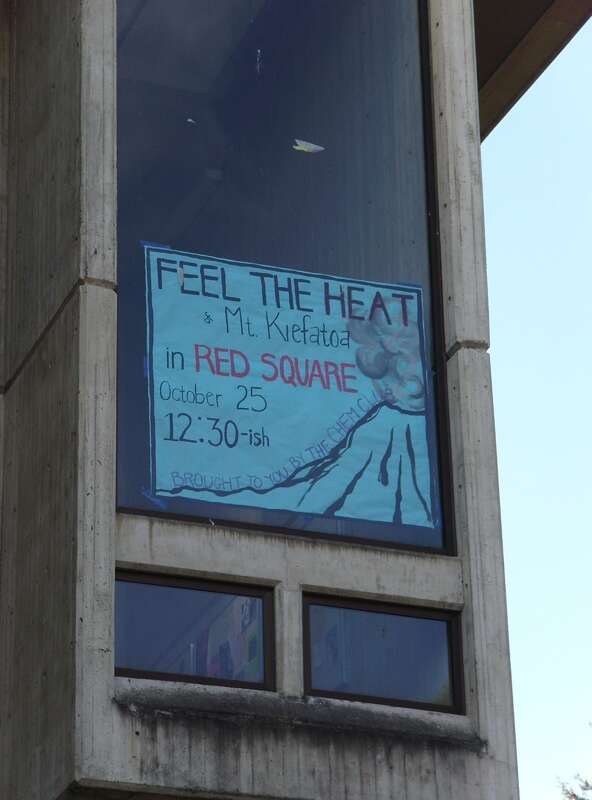 FEEL THE HEAT
& Mt. Kiefatoa
in RED SQUARE
October 25
12:30-ish
BROUGHT TO YOU BY THE CHEM CLUB